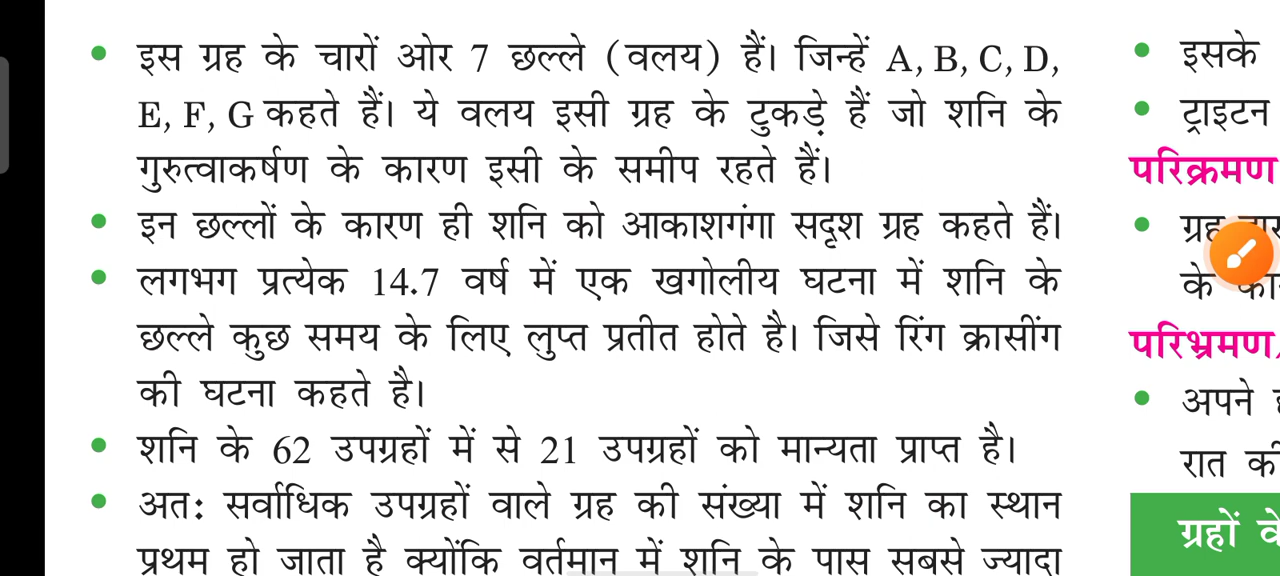 इस ग्रह के चारों ओर 7 छल्ले (वलय) हैं। जिन्हें A, B, C, D,
E, F, G कहते हैं। ये वलय इसी ग्रह के टुकड़े हैं जो शनि के
गुरुत्वाकर्षण के कारण इसी के समीप रहते हैं।
इन छल्लों के कारण ही शनि को आकाशगंगा सदृश ग्रह कहते हैं।
लगभग प्रत्येक 14.7 वर्ष में एक खगोलीय घटना में शनि के
छल्ले कुछ समय के लिए लुप्त प्रतीत होते है। जिसे रिंग क्रासींग
की घटना कहते है।
शनि के 62 उपग्रहों में से 21 उपग्रहों को मान्यता प्राप्त है।
अतः सर्वाधिक उपग्रहों वाले ग्रह की संख्या में शनि का स्थान
प्रथम हो जाता है क्योंकि वर्तमान में शनि के पास सबसे ज्यादा
इसके
ट्राइटन
परिक्रमण
ग्रह
के
परिभ्रमण
अपने
रात की
ग्रहों के